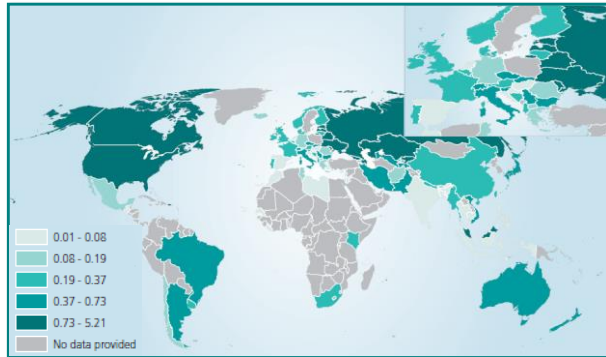 0.01 - 0.08
0.08 - 0.19
0.19 - 0.37
0.37 - 0.73
0.73 - 5.21
No data provided